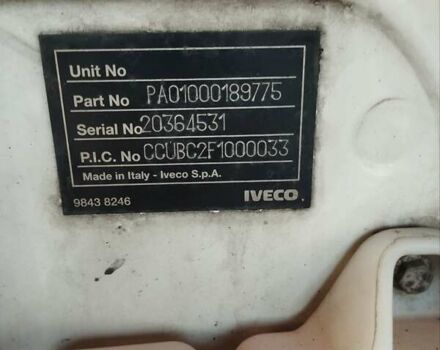 Unit No
Part No PA01000189775
Serial No 20364531
P.I.C. No CCUBC2F1000033
Made in Italy - Iveco S.p.A.
9843 8246 IVECO